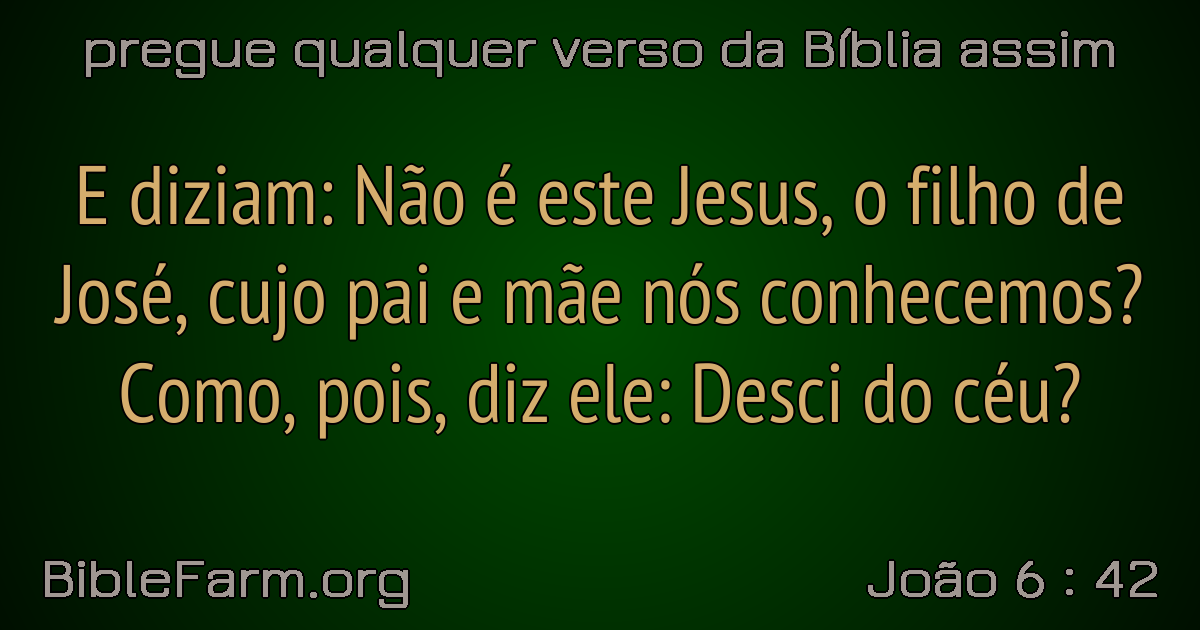 pregue qualquer verso da Bíblia assim
E diziam: Não é este Jesus, o filho de
José, cujo pai e mãe nós conhecemos?
Como, pois, diz ele: Desci do céu?
BibleFarm.org
João 6 : 42